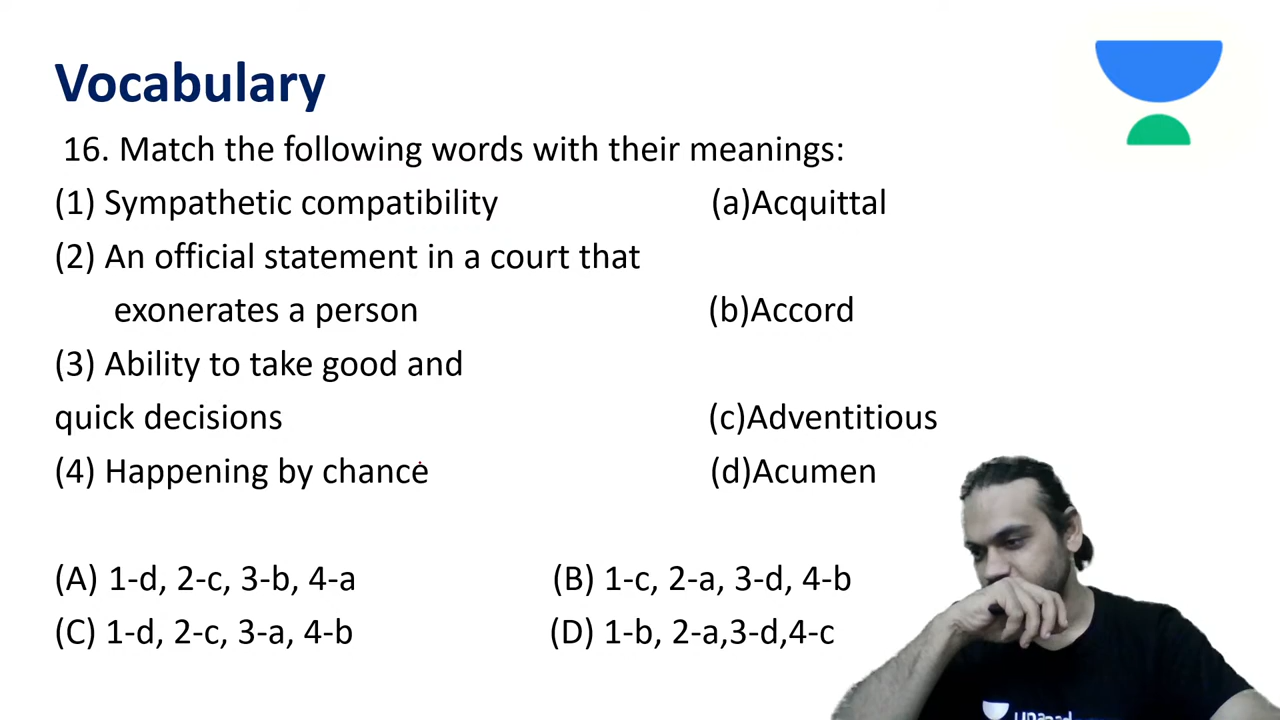 Vocabulary
16. Match the following words with their meanings:
(1) Sympathetic compatibility (a)Acquittal
(2) An official statement in a court that
exonerates a person (b)Accord
(3) Ability to take good and
quick decisions (c)Adventitious
(4) Happening by chance (d)Acumen
(A) 1-d, 2-c, 3-b, 4-a (B) 1-c, 2-a, 3-d, 4-b
(C) 1-d, 2-c, 3-a, 4-b (D) 1-b, 2-a,3-d,4-c